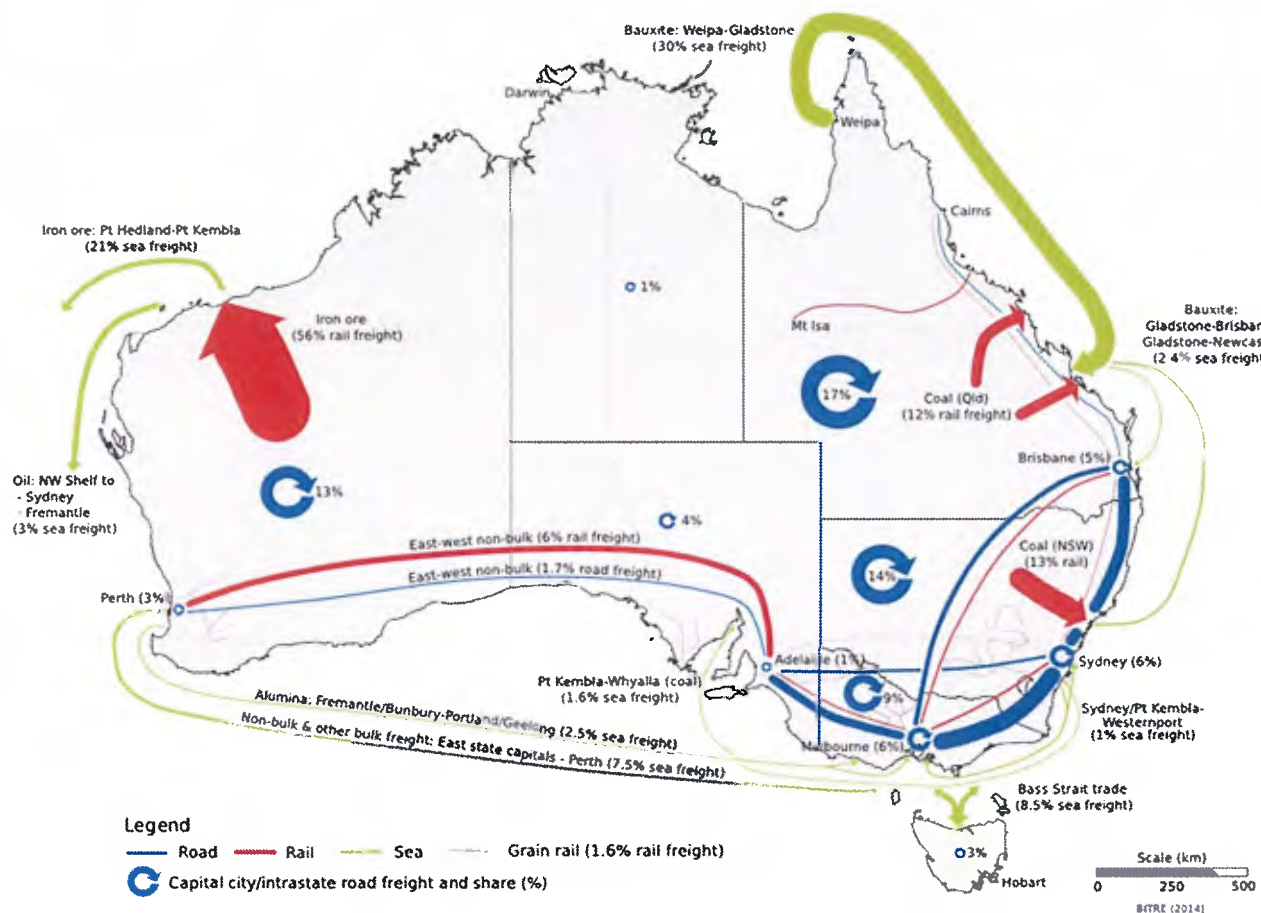 Bauxite: Weipa-Gladstone
(30% sea freight)
Darwin
Weipa
Cairns
Iron ore: Pt Hedland-Pt Kembla
(21% sea freight)
1%
Iron ore
(56% rail freight)
Mt Isa
Bauxite:
Gladstone-Brisban
Gladstone-Newcas
(2 4% sea freight
17%
Coal (Qld)
(12% rail freight)
Brisbane (5%)
Oil: NW Shelf to
- Sydney
- Fremantle
(3% sea freight)
13%
4%
East-west non-bulk (6% rail freight)
East-west non-bulk (1.7% road freight)
Coal (NSW)
(13% rail)
14%
Perth (3%
Adelaide (1%)
Sydney (6%)
Pt Kembla-Whyalla (coal)
(1.6% sea freight)
9%
Alumina: Fremantle/Bunbury-Portland/Geelong (2.5% sea freight)
Non-bulk & other bulk freight: East state capitals - Perth (7.5% sea freight)
Melbourne (6%)
Sydney/Pt Kembla-
Westernport
(1% sea freight)
Bass Strait trade
(8.5% sea freight)
3%
Hobart
Legend
Road
Rail
Sea
Grain rail (1.6% rail freight)
Capital city/intrastate road freight and share (%)
Scale (km)
0 250 500
BITRE (2014)